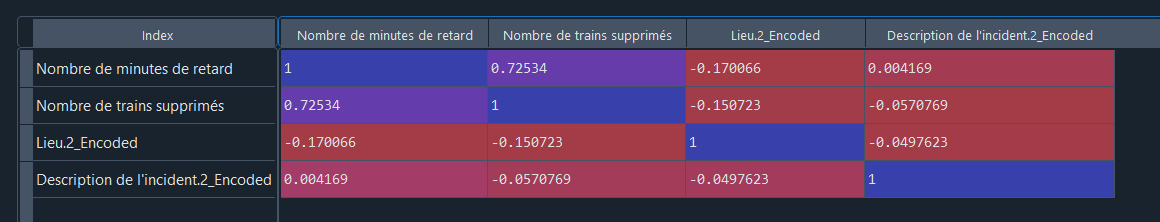 Index Nombre de minutes de retard Nombre de trains supprimés Lieu.2_Encoded Description de l'incident.2_Encoded
Nombre de minutes de retard 1 0.72534 -0.170066 0.004169
Nombre de trains supprimés 0.72534 1 -0.150723 -0.0570769
Lieu.2_Encoded -0.170066 -0.150723 1 -0.0497623
Description de l'incident.2_Encoded 0.004169 -0.0570769 -0.0497623 1